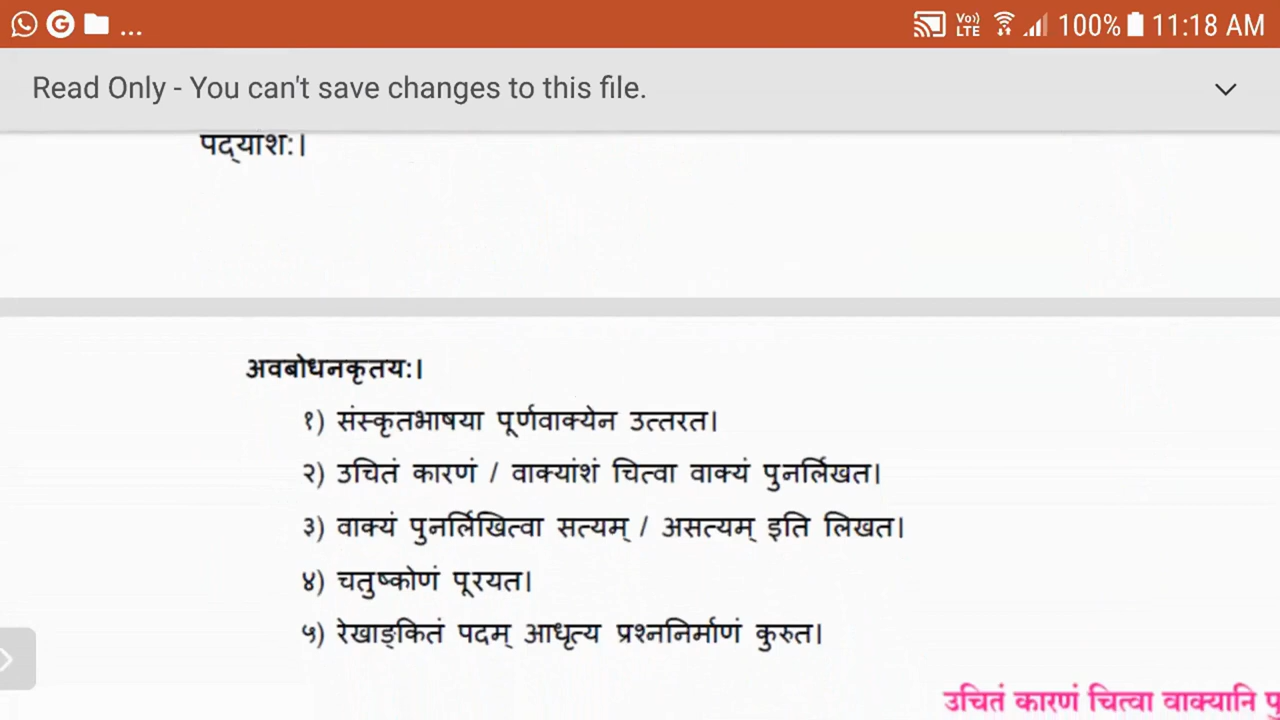 ... Vo)) LTE 100% 11:18 AM
Read Only - You can't save changes to this file.
पद्‌याशः।
अवबोधनकृतयः।
१) संस्कृतभाषया पूर्णवाक्येन उत्तरत।
२) उचितं कारणं / वाक्यांशं चित्वा वाक्यं पुनर्लिखत।
३) वाक्यं पुनर्लिखित्वा सत्यम् / असत्यम् इति लिखत।
४) चतुष्कोणं पूरयत।
५) रेखाङ्कितं पदम् आधृत्य प्रश्ननिर्माणं कुरुत।
उचितं कारणं चित्वा वाक्यानि